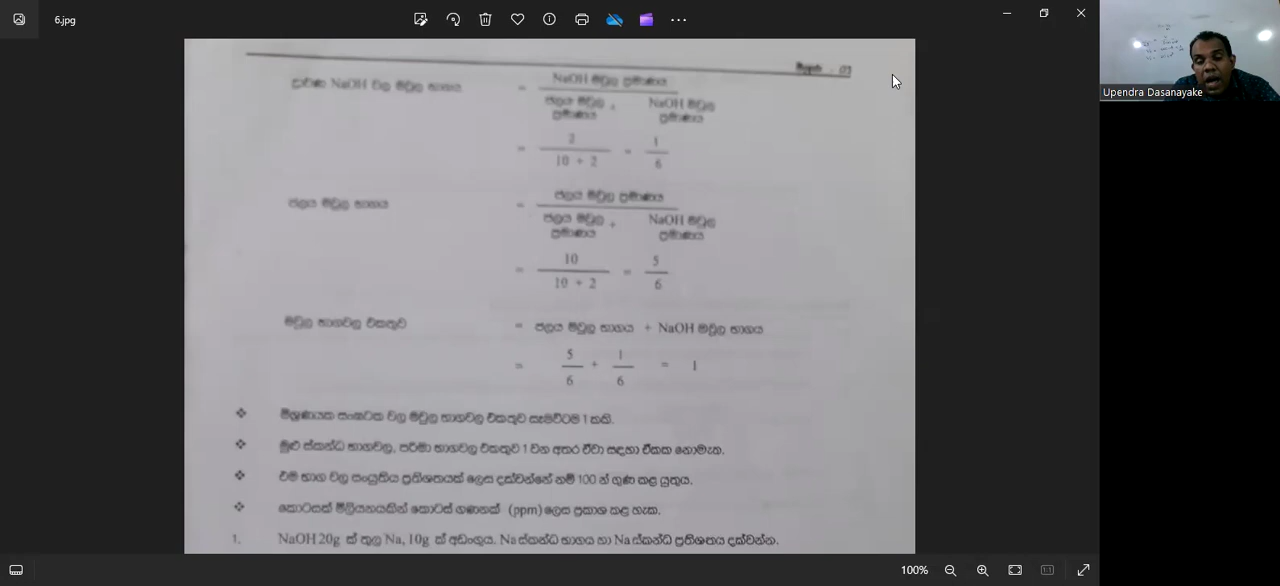 6.jpg
මිශ්‍රණ - 03
ද්‍රාවණ NaOH වල මවුල භාගය = NaOH මවුල ප්‍රමාණය
ජලය මවුල ප්‍රමාණය + NaOH මවුල ප්‍රමාණය
= 2 / 10 + 2 = 1 / 6
ජලය මවුල භාගය = ජලය මවුල ප්‍රමාණය
ජලය මවුල ප්‍රමාණය + NaOH මවුල ප්‍රමාණය
= 10 / 10 + 2 = 5 / 6
මවුල භාගවල එකතුව = ජලය මවුල භාගය + NaOH මවුල භාගය
= 5 / 6 + 1 / 6 = 1
❖ මිශ්‍රණයක සංඝටක වල මවුල භාගවල එකතුව සෑමවිටම 1 කකි.
❖ මුළු ස්කන්ධ භාගවල, පරිමා භාගවල එකතුව 1 වන අතර ඒවා සඳහා ඒකක නොමැත.
❖ එම භාග වල සංයුතිය ප්‍රතිශතයක් ලෙස දක්වන්නේ නම් 100 න් ගුණ කළ යුතුය.
❖ කොටසක් මිලියනයකින් කොටස් ගණනක් (ppm) ලෙස ප්‍රකාශ කළ හැක.
1. NaOH 20g ක් තුල Na, 10g ක් අඩංගුය. Na ස්කන්ධ භාගය හා Na ස්කන්ධ ප්‍රතිශතය දක්වන්න.
Upendra Dasanayake
100%